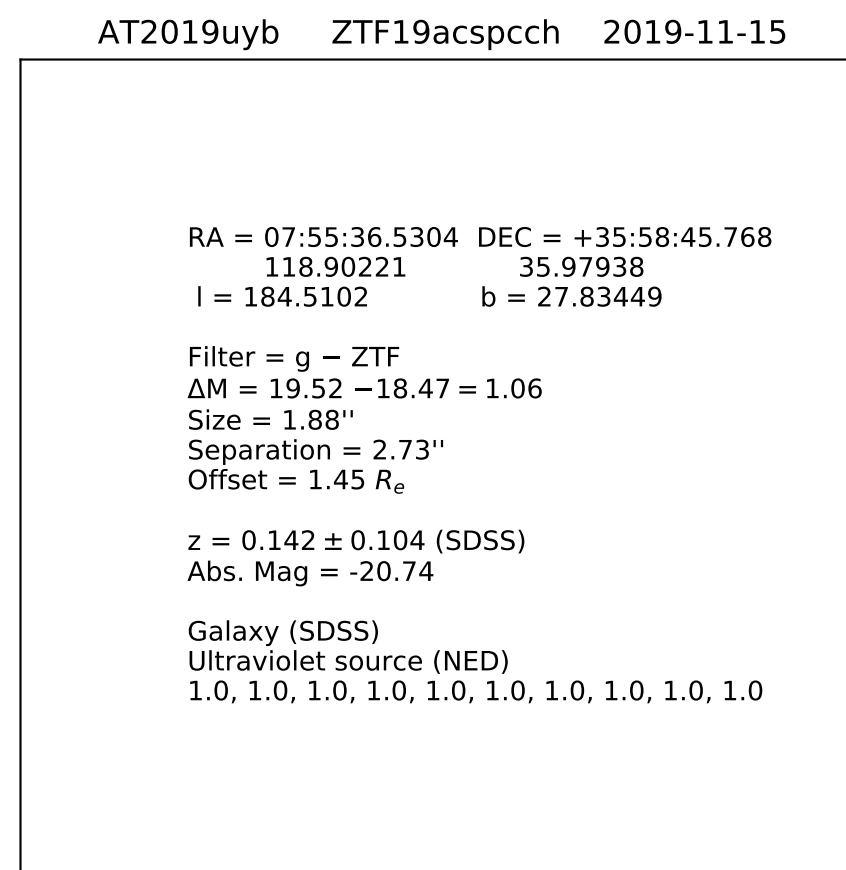 AT2019uyb ZTF19acspcch 2019-11-15
RA = 07:55:36.5304 DEC = +35:58:45.768
118.90221 35.97938
l = 184.5102 b = 27.83449
Filter = g − ZTF
ΔM = 19.52 −18.47 = 1.06
Size = 1.88''
Separation = 2.73''
Offset = 1.45 Re
z = 0.142 ± 0.104 (SDSS)
Abs. Mag = -20.74
Galaxy (SDSS)
Ultraviolet source (NED)
1.0, 1.0, 1.0, 1.0, 1.0, 1.0, 1.0, 1.0, 1.0, 1.0